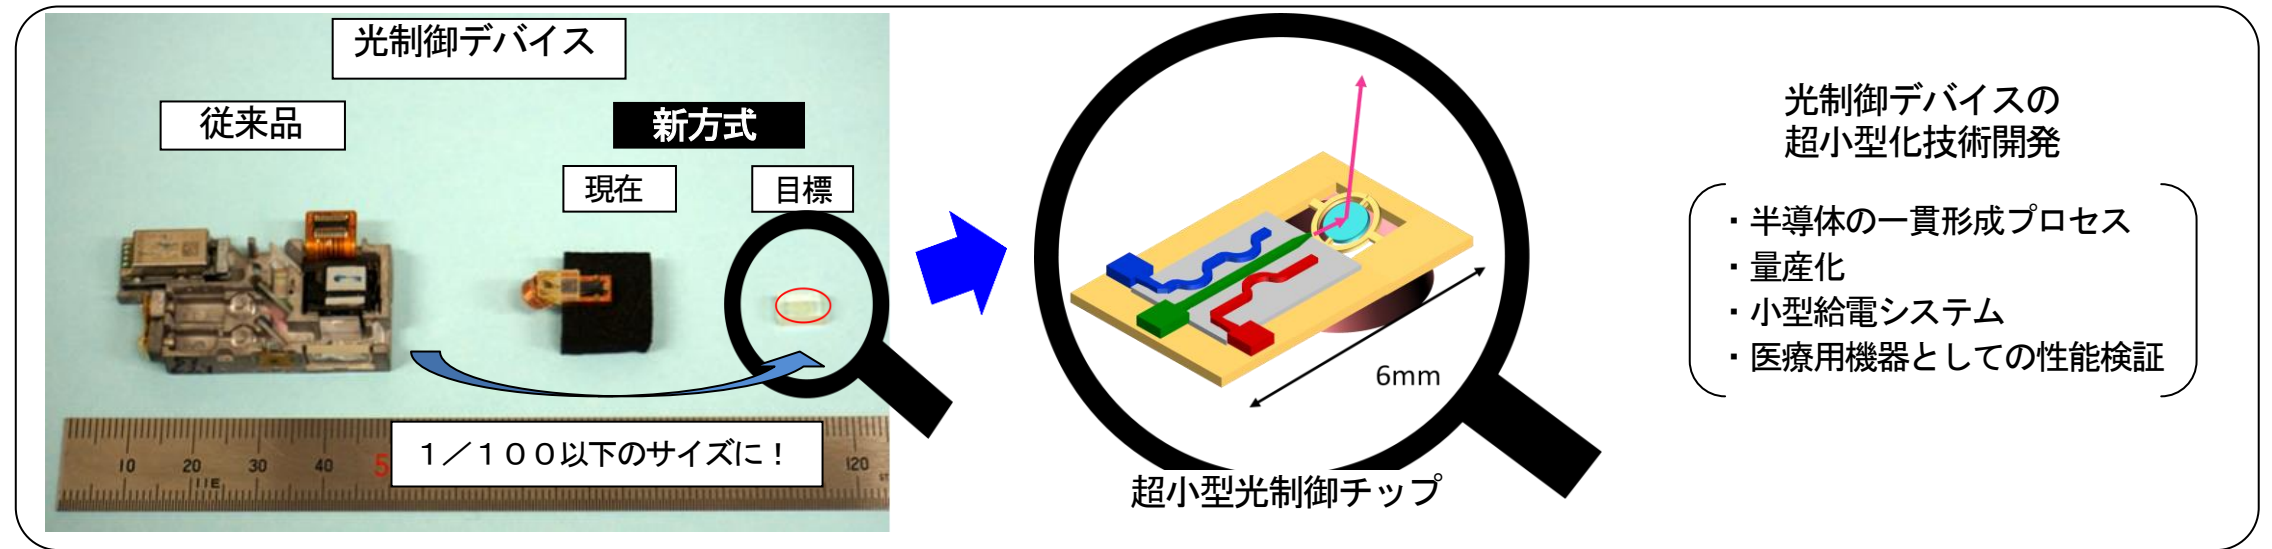 光制御デバイス
従来品
新方式
現在
目標
10 20 30 40 5 120
1/100以下のサイズに!
6mm
超小型光制御チップ
光制御デバイスの
超小型化技術開発
・半導体の一貫形成プロセス
・量産化
・小型給電システム
・医療用機器としての性能検証